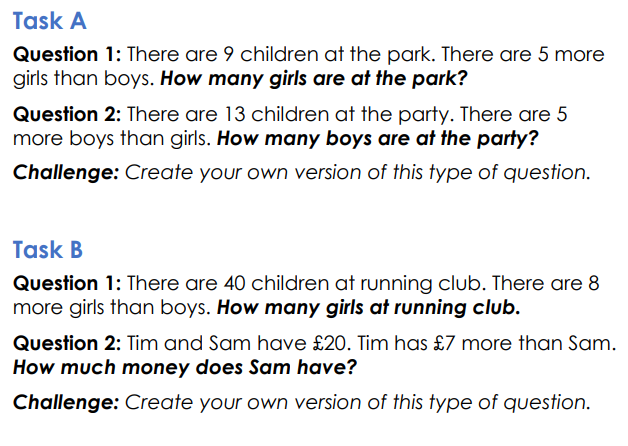 Task A
Question 1: There are 9 children at the park. There are 5 more
girls than boys. How many girls are at the park?
Question 2: There are 13 children at the party. There are 5
more boys than girls. How many boys are at the party?
Challenge: Create your own version of this type of question.
Task B
Question 1: There are 40 children at running club. There are 8
more girls than boys. How many girls at running club.
Question 2: Tim and Sam have £20. Tim has £7 more than Sam.
How much money does Sam have?
Challenge: Create your own version of this type of question.